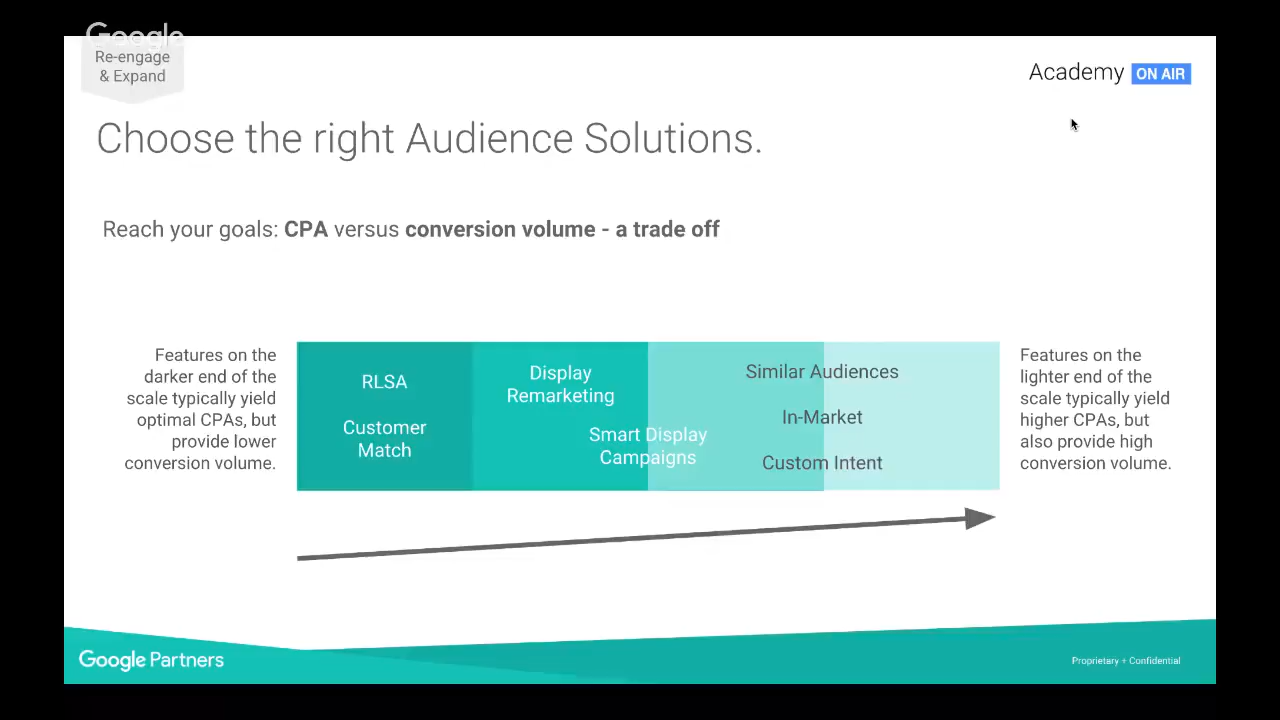 Google
Re-engage
& Expand
Academy ON AIR
Choose the right Audience Solutions.
Reach your goals: CPA versus conversion volume - a trade off
Features on the
darker end of the
scale typically yield
optimal CPAs, but
provide lower
conversion volume.
RLSA
Customer
Match
Display
Remarketing
Smart Display
Campaigns
Similar Audiences
In-Market
Custom Intent
Features on the
lighter end of the
scale typically yield
higher CPAs, but
also provide high
conversion volume.
Google Partners
Proprietary + Confidential